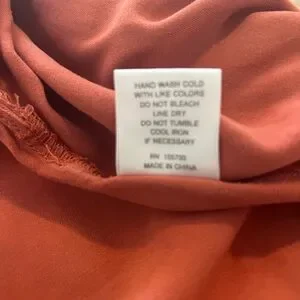 HAND WASH COLD
WITH LIKE COLORS
DO NOT BLEACH
LINE DRY
DO NOT TUMBLE
COOL IRON
IF NECESSARY
RN 155700
MADE IN CHINA